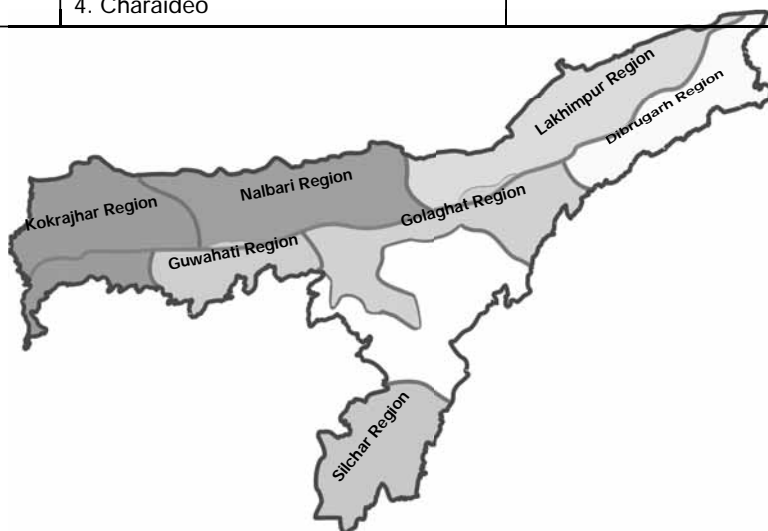 4. Charaideo
Lakhimpur Region
Dibrugarh Region
Nalbari Region
Kokrajhar Region
Golaghat Region
Guwahati Region
Silchar Region